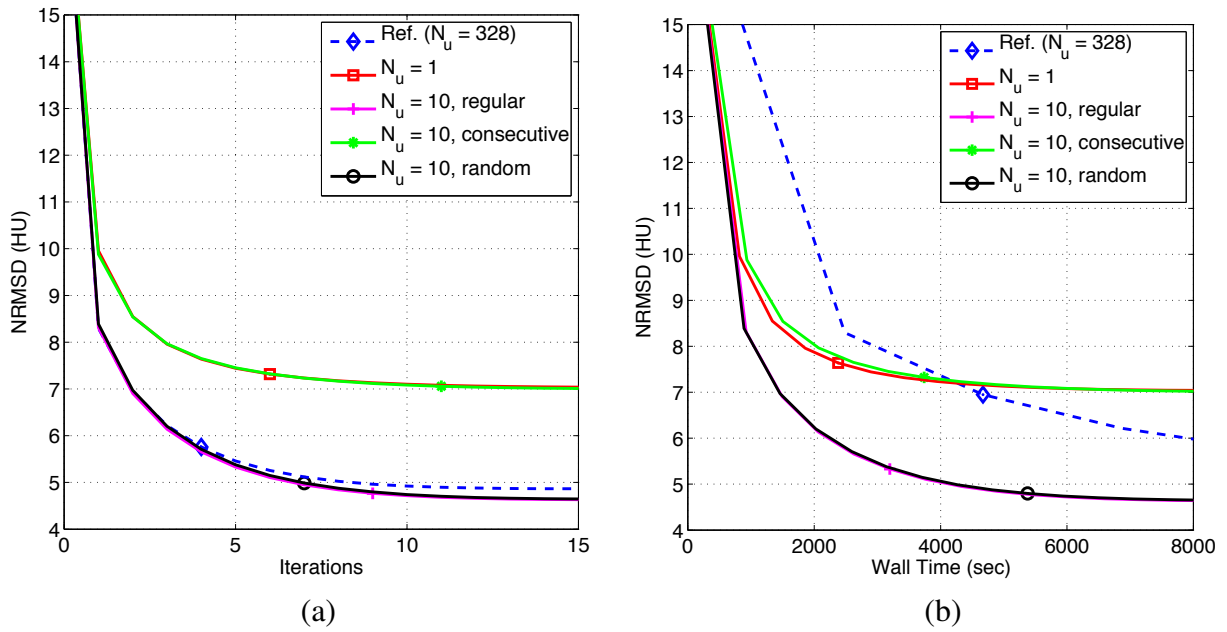 15
14
13
12
11
10
9
8
7
6
5
4
NRMSD (HU)
0
5
10
15
Iterations
Ref. (N_u = 328)
N_u = 1
N_u = 10, regular
N_u = 10, consecutive
N_u = 10, random
(a)
15
14
13
12
11
10
9
8
7
6
5
4
NRMSD (HU)
0
2000
4000
6000
8000
Wall Time (sec)
Ref. (N_u = 328)
N_u = 1
N_u = 10, regular
N_u = 10, consecutive
N_u = 10, random
(b)